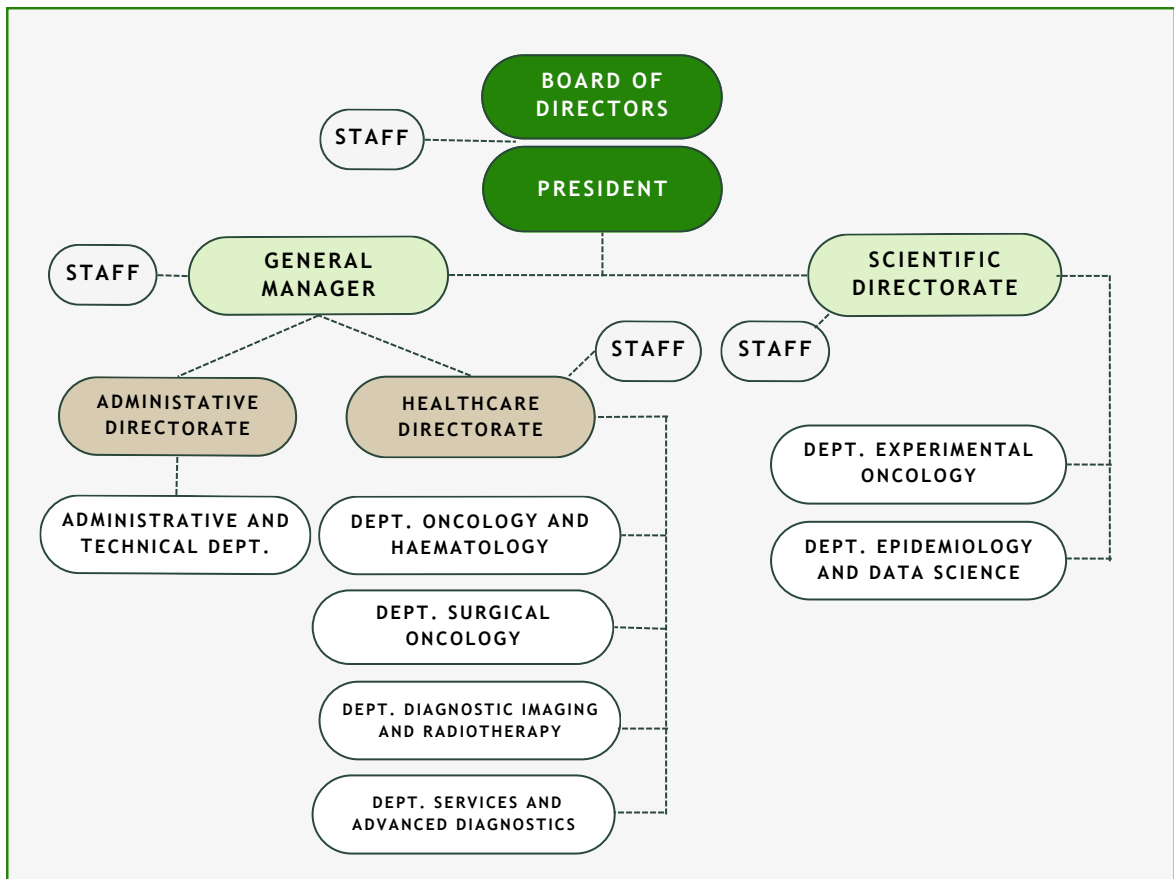 BOARD OF
DIRECTORS
STAFF
PRESIDENT
STAFF
GENERAL
MANAGER
SCIENTIFIC
DIRECTORATE
STAFF
STAFF
ADMINISTATIVE
DIRECTORATE
HEALTHCARE
DIRECTORATE
DEPT. EXPERIMENTAL
ONCOLOGY
ADMINISTRATIVE AND
TECHNICAL DEPT.
DEPT. ONCOLOGY AND
HAEMATOLOGY
DEPT. EPIDEMIOLOGY
AND DATA SCIENCE
DEPT. SURGICAL
ONCOLOGY
DEPT. DIAGNOSTIC IMAGING
AND RADIOTHERAPY
DEPT. SERVICES AND
ADVANCED DIAGNOSTICS